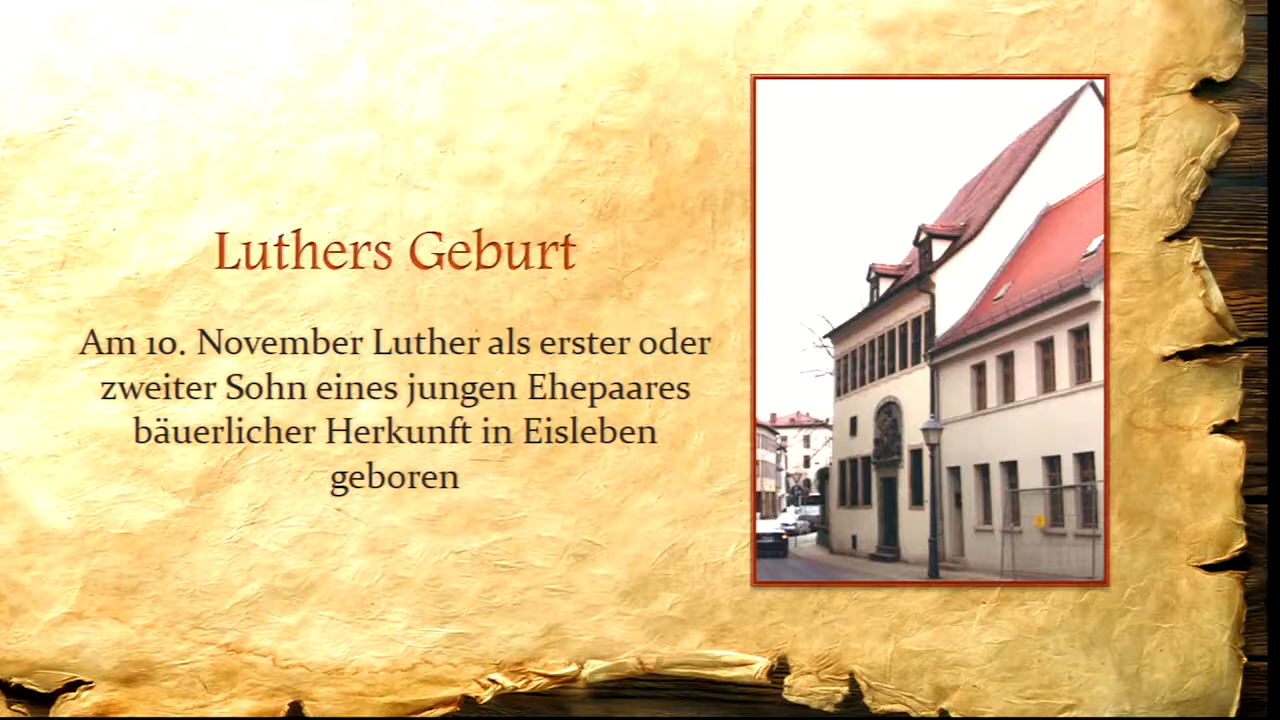 Luthers Geburt
Am 10. November Luther als erster oder
zweiter Sohn eines jungen Ehepaares
bäuerlicher Herkunft in Eisleben
geboren